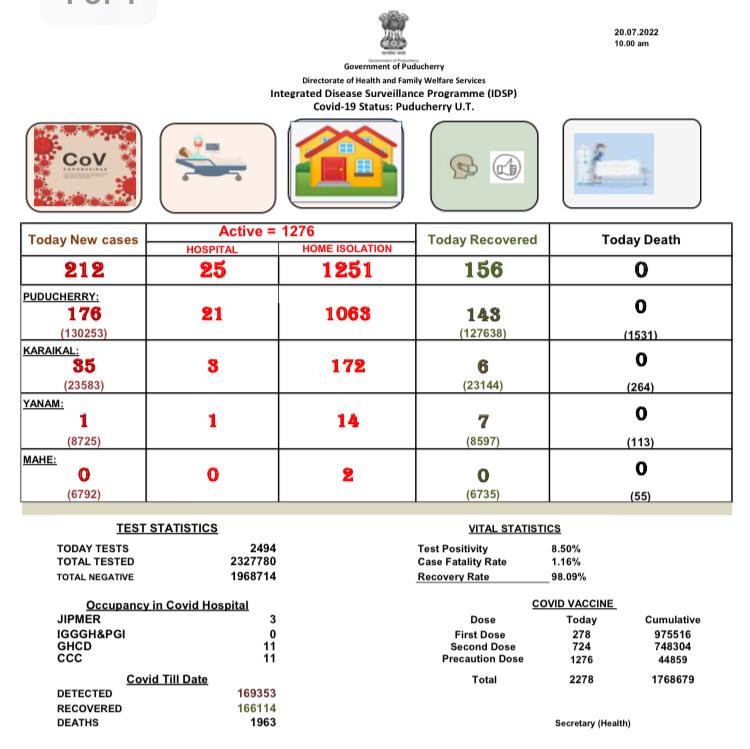 20.07.2022
10.00 am
Government of Puducherry
Government of Puducherry
Directorate of Health and Family Welfare Services
Integrated Disease Surveillance Programme (IDSP)
Covid-19 Status: Puducherry U.T.
CoV
CORONAVIRUS
Today New cases
Active = 1276
HOSPITAL
HOME ISOLATION
Today Recovered
Today Death
212 25 1251 156 0
PUDUCHERRY:
176 21 1063 143 0
(130253) (127638) (1531)
KARAIKAL:
35 3 172 6 0
(23583) (23144) (264)
YANAM:
1 1 14 7 0
(8725) (8597) (113)
MAHE:
0 0 2 0 0
(6792) (6735) (55)
TEST STATISTICS
TODAY TESTS 2494
TOTAL TESTED 2327780
TOTAL NEGATIVE 1968714
VITAL STATISTICS
Test Positivity 8.50%
Case Fatality Rate 1.16%
Recovery Rate 98.09%
Occupancy in Covid Hospital
JIPMER 3
IGGGH&PGI 0
GHCD 11
CCC 11
COVID VACCINE
Dose Today Cumulative
First Dose 278 975516
Second Dose 724 748304
Precaution Dose 1276 44859
Total 2278 1768679
Covid Till Date
DETECTED 169353
RECOVERED 166114
DEATHS 1963
Secretary (Health)